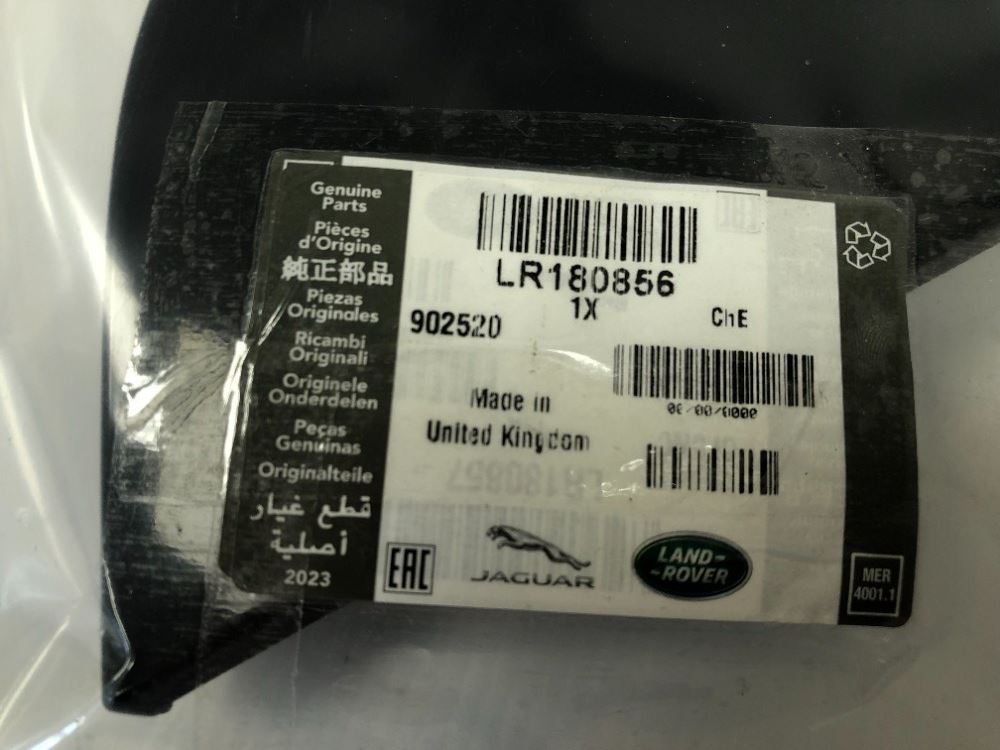 Genuine
Parts
Pièces
d'Origine
純正部品
Piezas
Originales
Ricambi
Originali
Originele
Onderdelen
Peças
Genuinas
Originalteile
قطع غيار
أصلية
2023
LR180856
1X
902520
ChE
Made in
United Kingdom
EAC
JAGUAR
LAND-
-ROVER
MER
4001.1